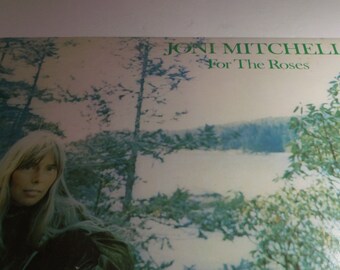 JONI MITCHELL
For The Roses